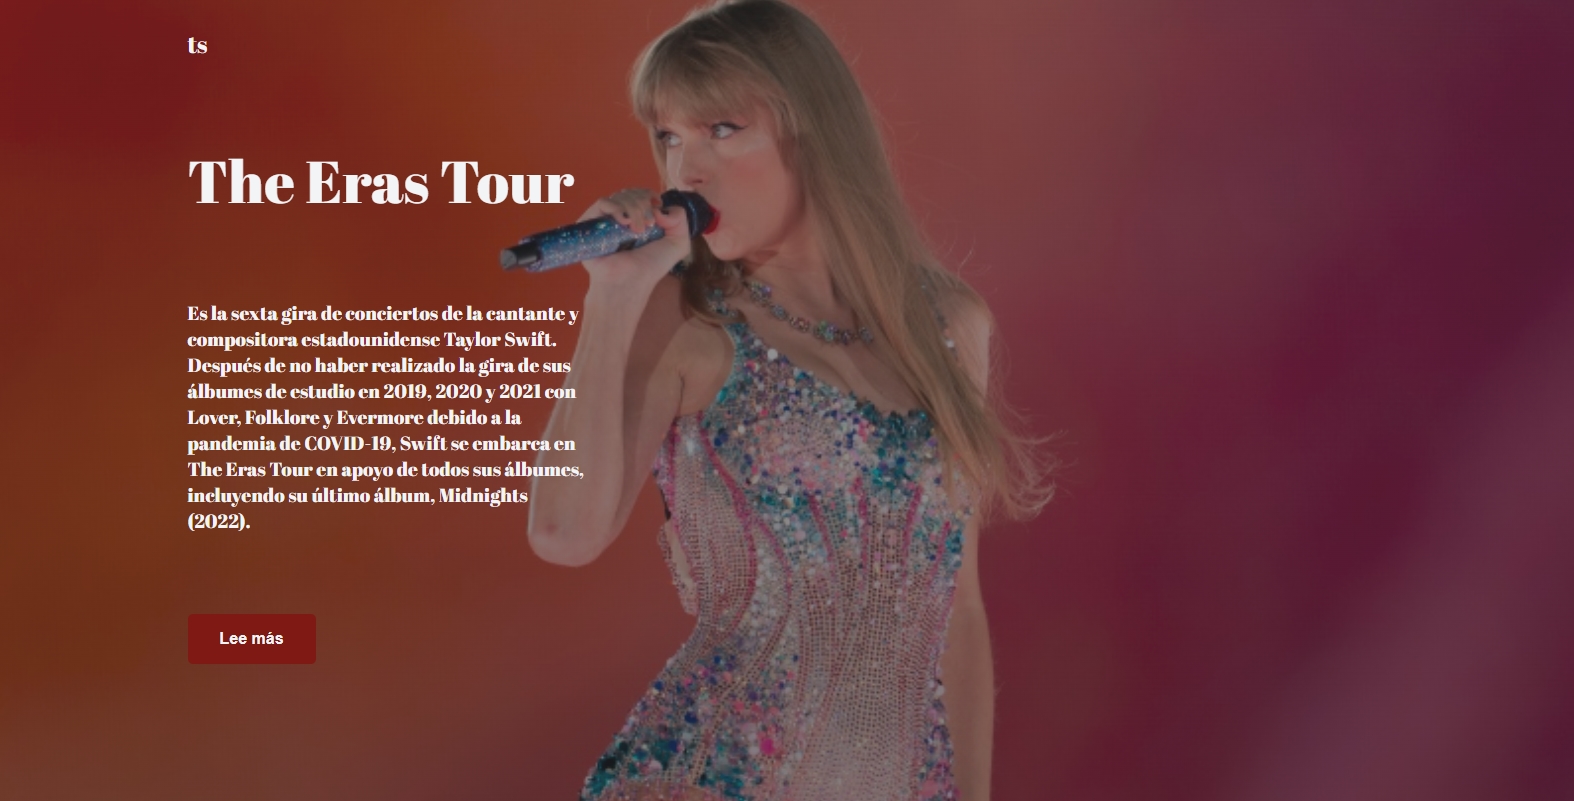 ts
The Eras Tour
Es la sexta gira de conciertos de la cantante y
compositora estadounidense Taylor Swift.
Después de no haber realizado la gira de sus
álbumes de estudio en 2019, 2020 y 2021 con
Lover, Folklore y Evermore debido a la
pandemia de COVID-19, Swift se embarca en
The Eras Tour en apoyo de todos sus álbumes,
incluyendo su último álbum, Midnights
(2022).
Lee más